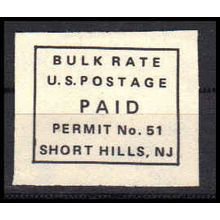 BULK RATE
U.S. POSTAGE
PAID
PERMIT No. 51
SHORT HILLS, NJ